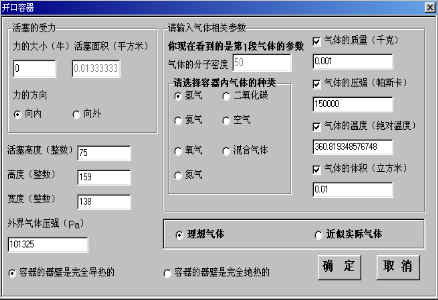 开口容器
活塞的受力
力的大小（牛） 活塞面积（平方米）
0
0.01333333
力的方向
向内
向外
活塞高度（整数）
75
高度（整数）
159
宽度（整数）
138
外界气体压强（Pa）
101325
容器的器壁是完全导热的
容器的器壁是完全绝热的
请输入气体相关参数
你现在看到的是第1段气体的参数
气体的分子密度
50
请选择容器内气体的种类
氢气
二氧化碳
氦气
空气
氧气
混合气体
氮气
气体的质量（千克）
0.001
气体的压强（帕斯卡）
150000
气体的温度（绝对温度）
360.819348576748
气体的体积（立方米）
0.01
理想气体
近似实际气体
确 定
取 消